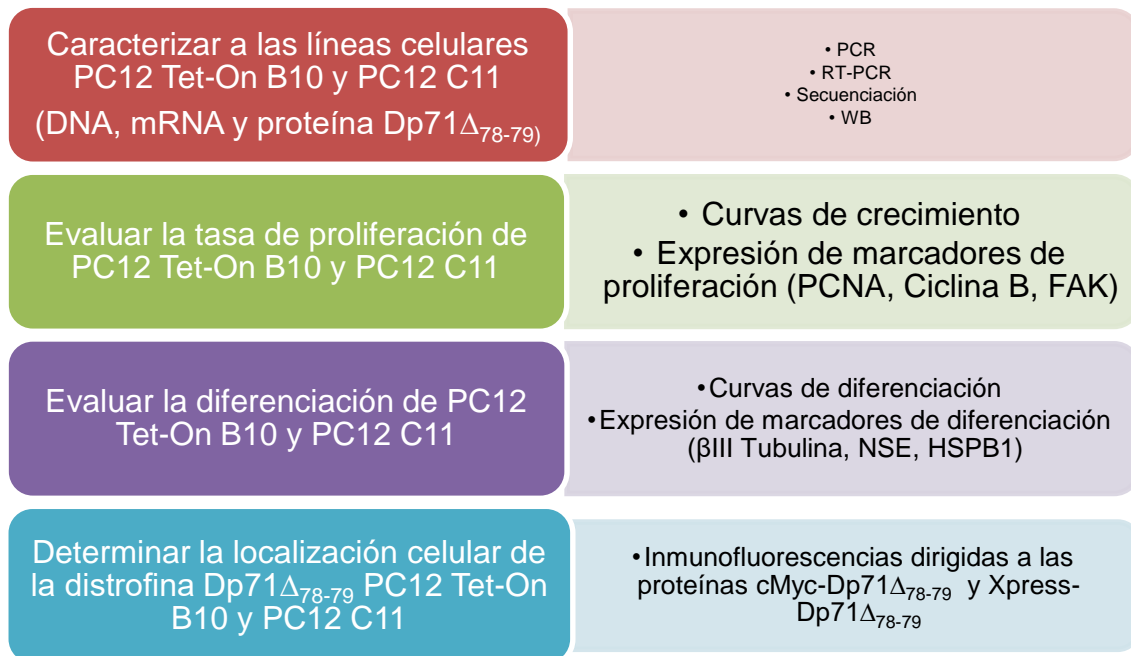 Caracterizar a las líneas celulares
PC12 Tet-On B10 y PC12 C11
(DNA, mRNA y proteína Dp71Δ78-79)
• PCR
• RT-PCR
• Secuenciación
• WB
Evaluar la tasa de proliferación de
PC12 Tet-On B10 y PC12 C11
• Curvas de crecimiento
• Expresión de marcadores de
proliferación (PCNA, Ciclina B, FAK)
Evaluar la diferenciación de PC12
Tet-On B10 y PC12 C11
•Curvas de diferenciación
•Expresión de marcadores de diferenciación
(βIII Tubulina, NSE, HSPB1)
Determinar la localización celular de
la distrofina Dp71Δ78-79 PC12 Tet-On
B10 y PC12 C11
•Inmunofluorescencias dirigidas a las
proteínas cMyc-Dp71Δ78-79 y Xpress-
Dp71Δ78-79